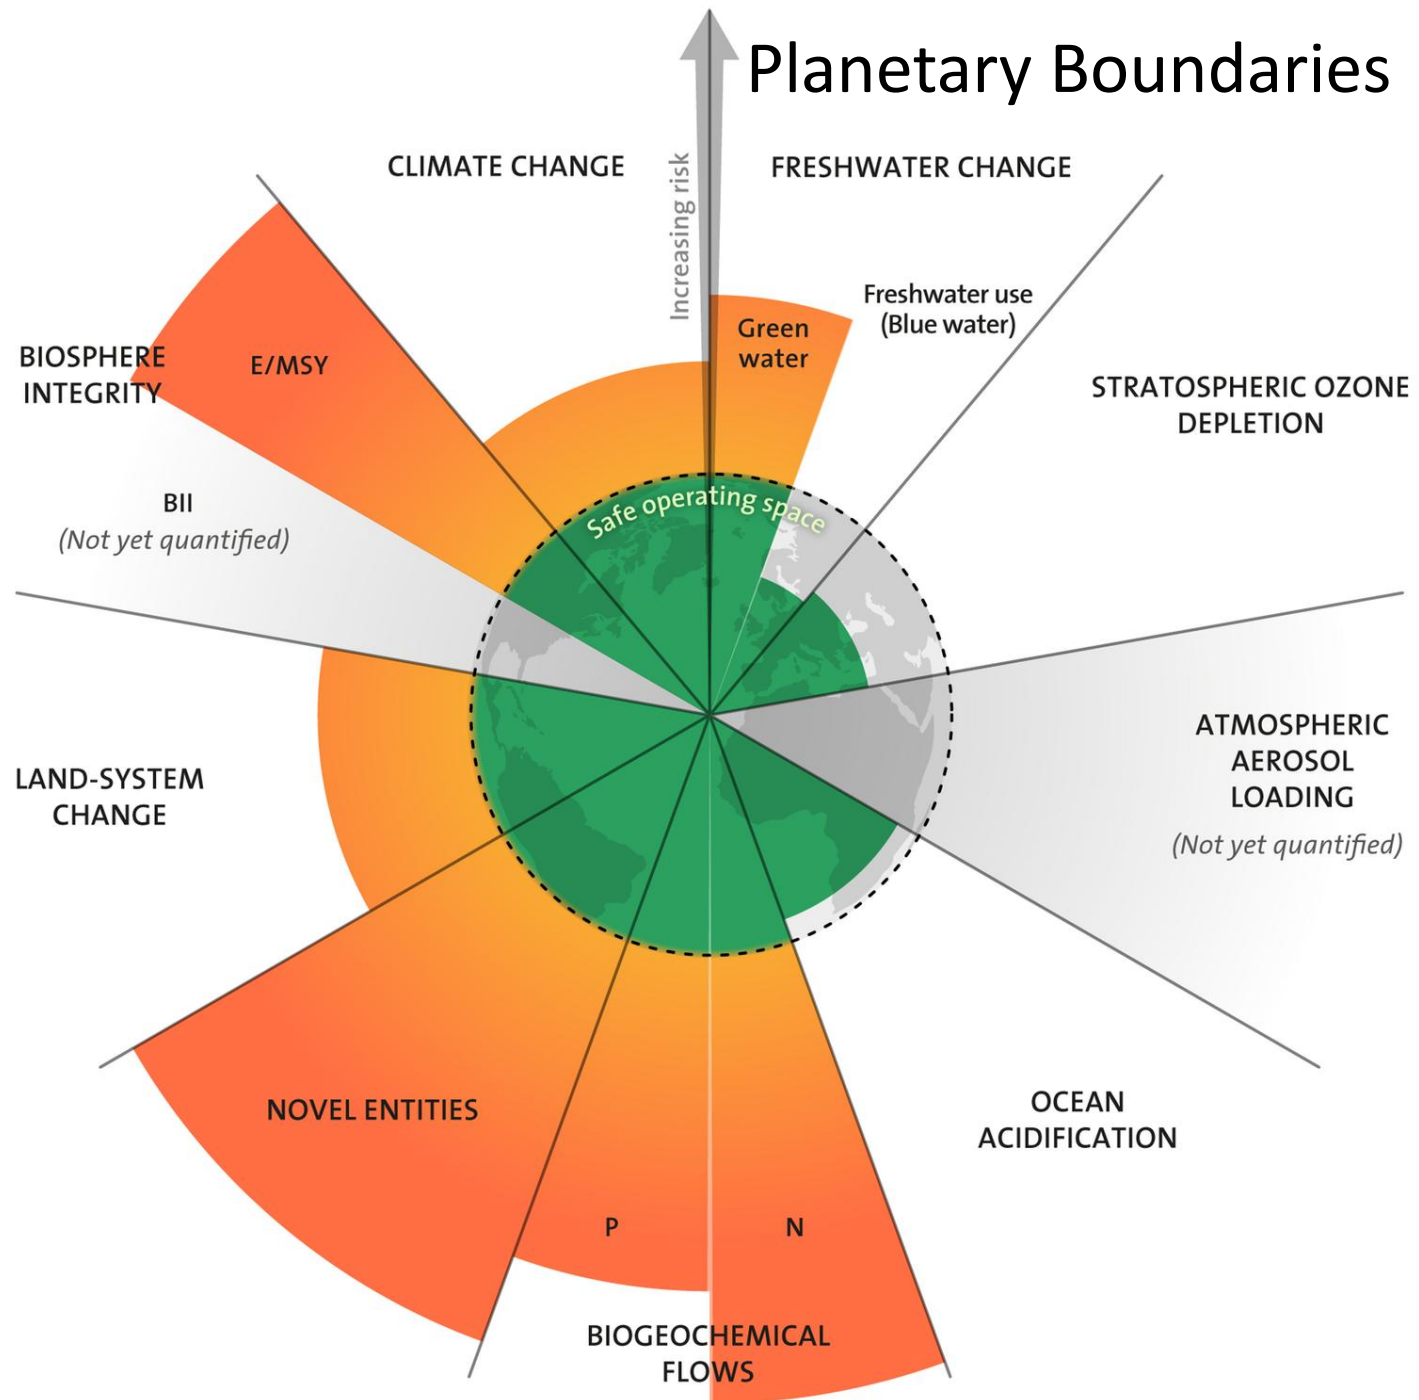 Planetary Boundaries
CLIMATE CHANGE
Increasing risk
FRESHWATER CHANGE
Green
water
Freshwater use
(Blue water)
STRATOSPHERIC OZONE
DEPLETION
BIOSPHERE
INTEGRITY
E/MSY
BII
(Not yet quantified)
Safe operating space
ATMOSPHERIC
AEROSOL
LOADING
(Not yet quantified)
LAND-SYSTEM
CHANGE
NOVEL ENTITIES
OCEAN
ACIDIFICATION
P
N
BIOGEOCHEMICAL
FLOWS